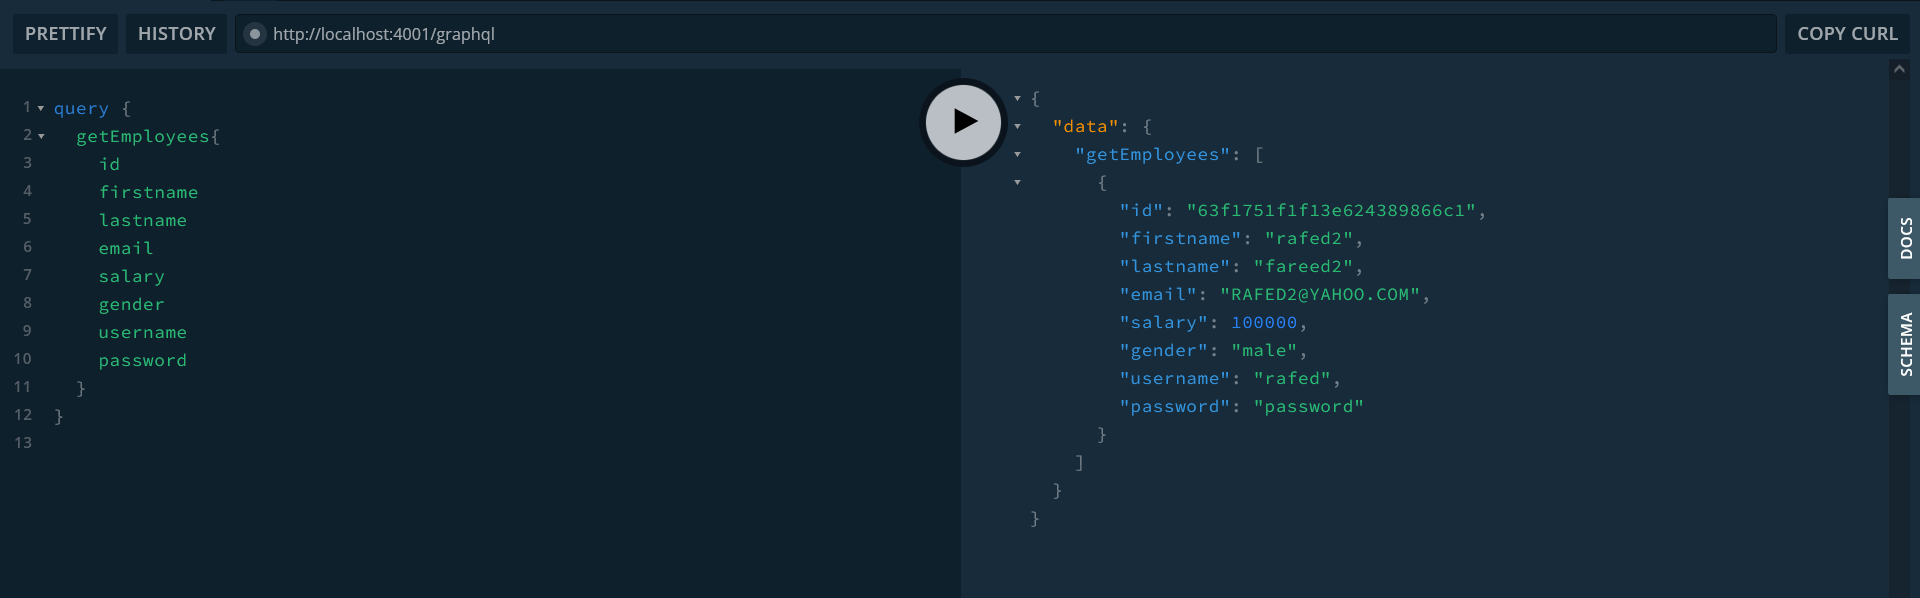 PRETTIFY HISTORY http://localhost:4001/graphql COPY CURL
1 query {
2 getEmployees{
3 id
4 firstname
5 lastname
6 email
7 salary
8 gender
9 username
10 password
11 }
12 }
13
{
"data": {
"getEmployees": [
{
"id": "63f1751f1f13e624389866c1",
"firstname": "rafed2",
"lastname": "fareed2",
"email": "RAFED2@YAHOO.COM",
"salary": 100000,
"gender": "male",
"username": "rafed",
"password": "password"
}
]
}
}
DOCS
SCHEMA